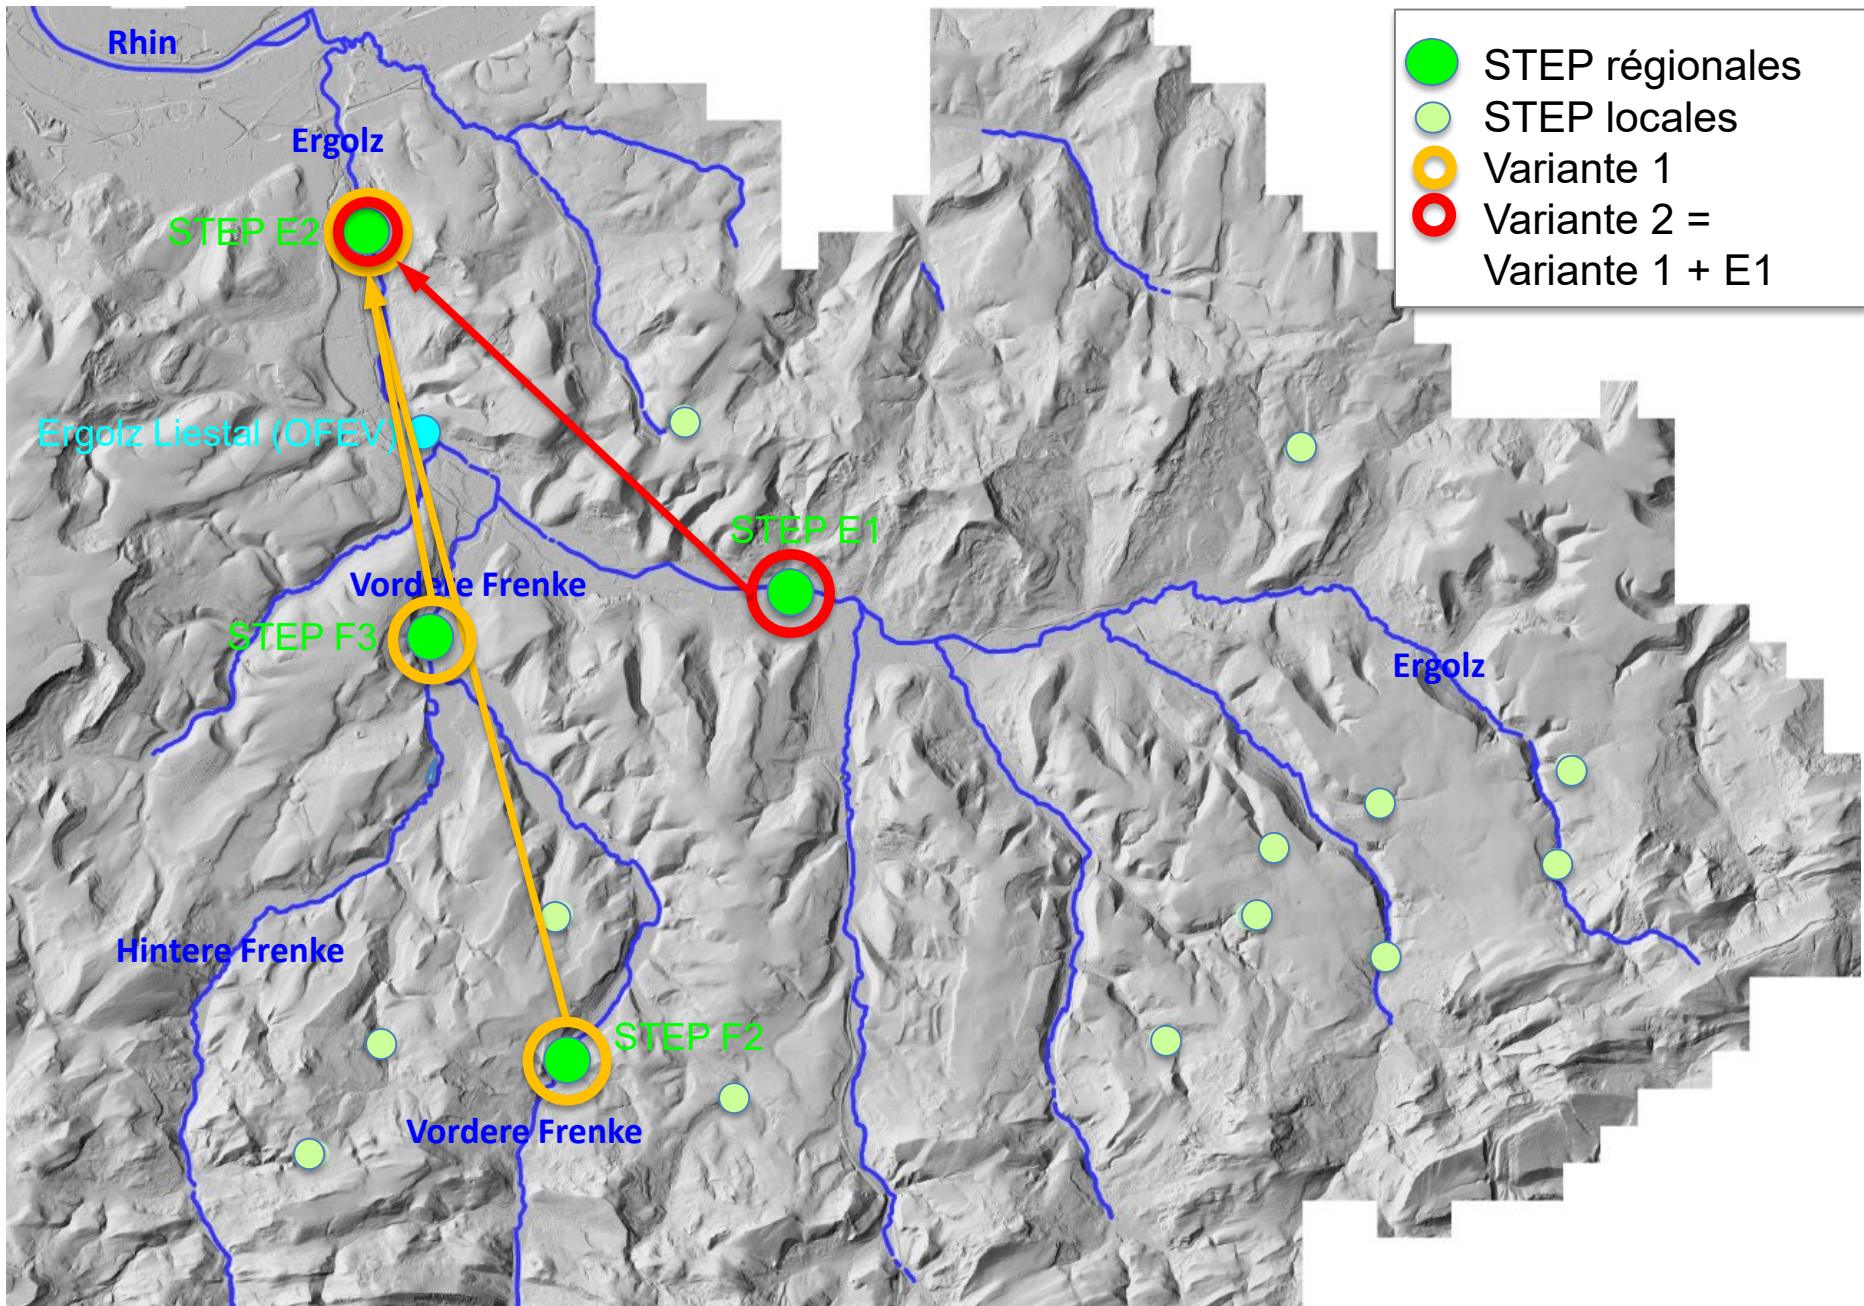 Rhin
STEP régionales
STEP locales
Variante 1
Variante 2 =
Variante 1 + E1
Ergolz
STEP E2
Ergolz Liestal (OFEV)
STEP E1
Vordere Frenke
STEP F3
Ergolz
Hintere Frenke
STEP F2
Vordere Frenke